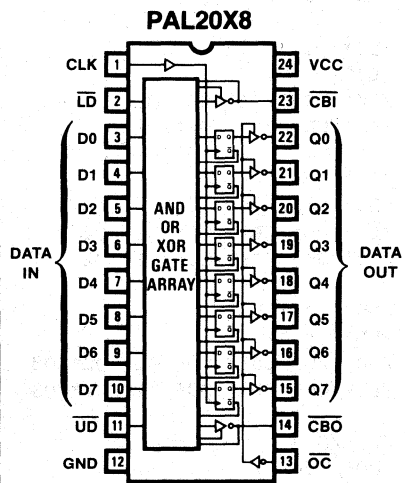 PAL20X8
CLK 1 24 VCC
LD 2 23 CBI
D0 3 22 Q0
D1 4 21 Q1
D2 5 20 Q2
D3 6 19 Q3
D4 7 18 Q4
D5 8 17 Q5
D6 9 16 Q6
D7 10 15 Q7
UD 11 14 CBO
GND 12 13 OC
DATA
IN
AND
OR
XOR
GATE
ARRAY
DATA
OUT